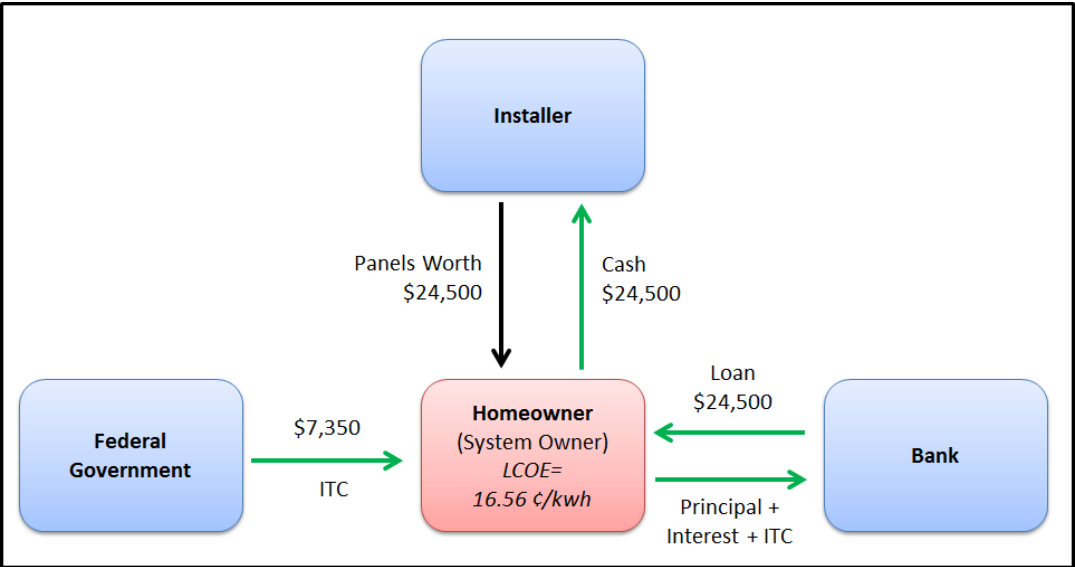 Installer
Panels Worth
$24,500
Cash
$24,500
Federal
Government
$7,350
ITC
Homeowner
(System Owner)
LCOE=
16.56 ¢/kwh
Loan
$24,500
Principal +
Interest + ITC
Bank